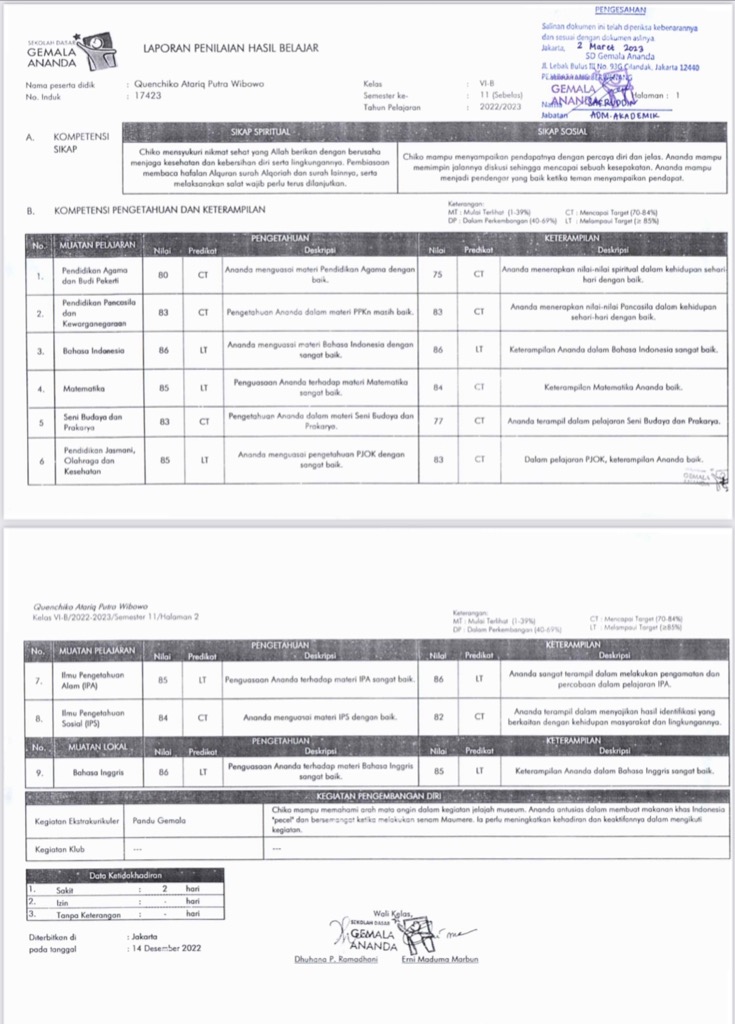 PENGESAHAN
Salinan dokumen ini telah diperiksa kebenarannya
dan sesuai dengan dokumen aslinya.
Jakarta, 2 Maret 2023
SD Gemala Ananda
Jl. Lebak Bulus II No. 93G Cilandak, Jakarta 12440
SEKOLAH DASAR
GEMALA
ANANDA
LAPORAN PENILAIAN HASIL BELAJAR
GEMALA
ANANDA
Nama
Jabatan ADM-AKADEMIK
Nama peserta didik : Quenchiko Atariq Putra Wibowo
No. Induk : 17423
Kelas : VI-B
Semester ke- : 11 (Sebelas)
Tahun Pelajaran : 2022/2023
Halaman : 1
A. KOMPETENSI SIKAP
SIKAP SPIRITUAL
Chiko mensyukuri nikmat sehat yang Allah berikan dengan berusaha
menjaga kesehatan dan kebersihan diri serta lingkungannya. Pembiasaan
membaca hafalan Alquran surah Alqoriah dan surah lainnya, serta
melaksanakan salat wajib perlu terus dilanjutkan.
SIKAP SOSIAL
Chiko mampu menyampaikan pendapatnya dengan percaya diri dan jelas. Ananda mampu
memimpin jalannya diskusi sehingga mencapai sebuah kesepakatan. Ananda mampu
menjadi pendengar yang baik ketika teman menyampaikan pendapat.
B. KOMPETENSI PENGETAHUAN DAN KETERAMPILAN
Keterangan:
MT : Mulai Terlihat (1-39%) CT : Mencapai Target (70-84%)
DP : Dalam Perkembangan (40-69%) LT : Melampaui Target (≥ 85%)
No. MUATAN PELAJARAN PENGETAHUAN KETERAMPILAN
Nilai Predikat Deskripsi Nilai Predikat Deskripsi
1. Pendidikan Agama dan Budi Pekerti 80 CT Ananda menguasai materi Pendidikan Agama dengan baik. 75 CT Ananda menerapkan nilai-nilai spiritual dalam kehidupan sehari hari dengan baik.
2. Pendidikan Pancasila dan Kewarganegaraan 83 CT Pengetahuan Ananda dalam materi PPKn masih baik. 83 CT Ananda menerapkan nilai-nilai Pancasila dalam kehidupan sehari-hari dengan baik.
3. Bahasa Indonesia 86 LT Ananda menguasai materi Bahasa Indonesia dengan sangat baik. 86 LT Keterampilan Ananda dalam Bahasa Indonesia sangat baik.
4. Matematika 85 LT Penguasaan Ananda terhadap materi Matematika sangat baik. 84 CT Keterampilan Matematika Ananda baik.
5 Seni Budaya dan Prakarya 83 CT Pengetahuan Ananda dalam materi Seni Budaya dan Prakarya. 77 CT Ananda terampil dalam pelajaran Seni Budaya dan Prakarya.
6 Pendidikan Jasmani, Olahraga dan Kesehatan 85 LT Ananda menguasai pengetahuan PJOK dengan sangat baik. 83 CT Dalam pelajaran PJOK, keterampilan Ananda baik.
GEMALA
ANANDA
Quenchiko Atariq Putra Wibowo
Kelas VI-B/2022-2023/Semester 11/Halaman 2
Keterangan:
MT : Mulai Terlihat (1-39%) CT : Mencapai Target (70-84%)
DP : Dalam Perkembangan (40-69%) LT : Melampaui Target (≥85%)
No. MUATAN PELAJARAN PENGETAHUAN KETERAMPILAN
Nilai Predikat Deskripsi Nilai Predikat Deskripsi
7. Ilmu Pengetahuan Alam (IPA) 85 LT Penguasaan Ananda terhadap materi IPA sangat baik. 86 LT Ananda sangat terampil dalam melakukan pengamatan dan percobaan dalam pelajaran IPA.
8. Ilmu Pengetahuan Sosial (IPS) 84 CT Ananda menguasai materi IPS dengan baik. 82 CT Ananda terampil dalam menyajikan hasil identifikasi yang berkaitan dengan kehidupan masyarakat dan lingkungannya.
No. MUATAN LOKAL PENGETAHUAN KETERAMPILAN
Nilai Predikat Deskripsi Nilai Predikat Deskripsi
9. Bahasa Inggris 86 LT Penguasaan Ananda terhadap materi Bahasa Inggris sangat baik. 85 LT Keterampilan Ananda dalam Bahasa Inggris sangat baik.
KEGIATAN PENGEMBANGAN DIRI
Kegiatan Ekstrakurikuler Pandu Gemala
Chiko mampu memahami arah mata angin dalam kegiatan jelajah museum. Ananda antusias dalam membuat makanan khas Indonesia
"pecel" dan bersemangat ketika melakukan senam Maumere. Ia perlu meningkatkan kehadiran dan keaktifannya dalam mengikuti
kegiatan.
Kegiatan Klub --- ---
Data Ketidakhadiran
1. Sakit : 2 hari
2. Izin : - hari
3. Tanpa Keterangan : - hari
Diterbitkan di : Jakarta
pada tanggal : 14 Desember 2022
Wali Kelas,
SEKOLAH DASAR
GEMALA
ANANDA
Dhuhana P. Ramadhani Erni Maduma Marbun